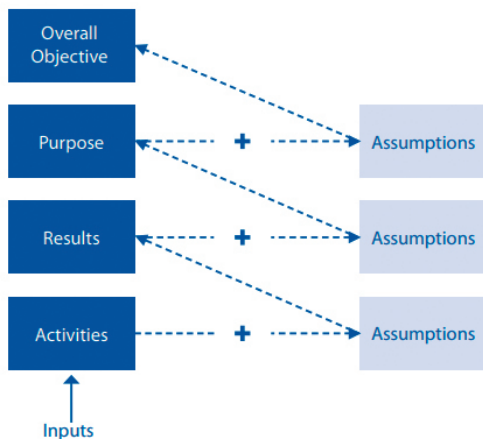 Overall
Objective
Purpose
+
Assumptions
Results
+
Assumptions
Activities
+
Assumptions
Inputs